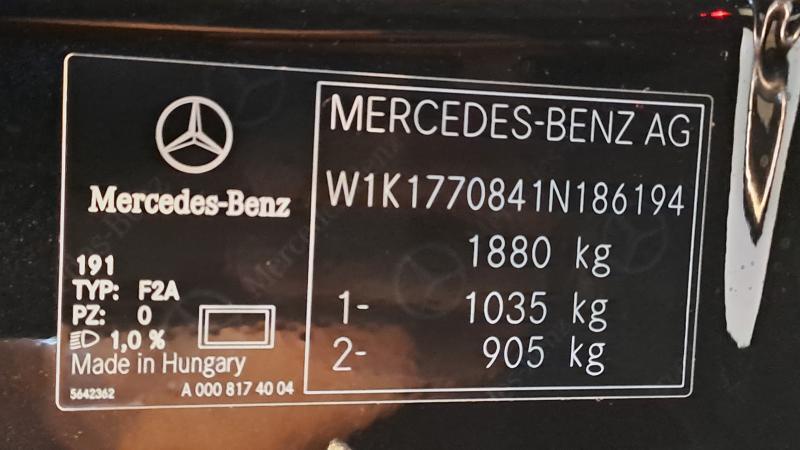 Mercedes-Benz
191
TYP: F2A
PZ: 0
1,0 %
Made in Hungary
5642362 A 000 817 40 04
MERCEDES-BENZ AG
W1K1770841N186194
1880 kg
1- 1035 kg
2- 905 kg